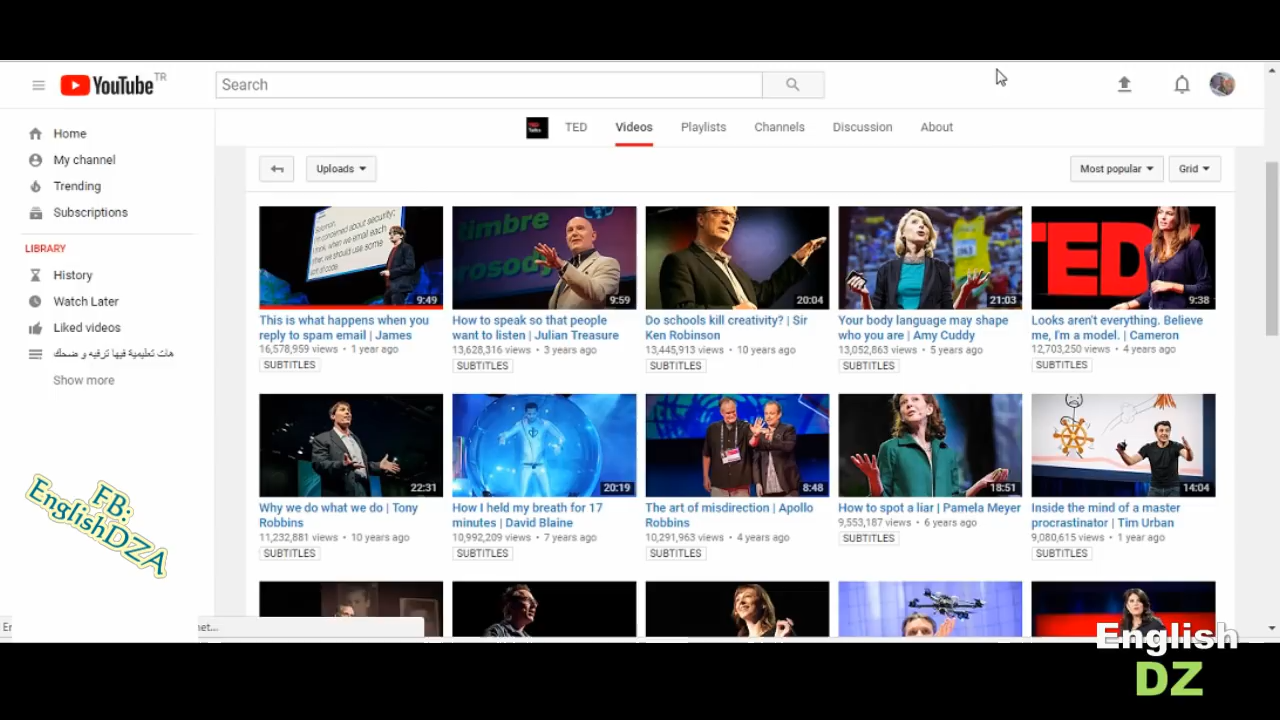 YouTube TR
Search
Home
My channel
Trending
Subscriptions
LIBRARY
History
Watch Later
Liked videos
هات تعليمية فيها ترفيه و ضحك
Show more
FB:
EnglishDZA
TED
Videos
Playlists
Channels
Discussion
About
Uploads
Most popular
Grid
9:49
This is what happens when you
reply to spam email | James
16,578,959 views • 1 year ago
SUBTITLES
timbre
9:59
How to speak so that people
want to listen | Julian Treasure
13,628,316 views • 3 years ago
SUBTITLES
20:04
Do schools kill creativity? | Sir
Ken Robinson
13,445,913 views • 10 years ago
SUBTITLES
21:03
Your body language may shape
who you are | Amy Cuddy
13,052,863 views • 5 years ago
SUBTITLES
TED
9:38
Looks aren't everything. Believe
me, I'm a model. | Cameron
12,703,250 views • 4 years ago
SUBTITLES
22:31
Why we do what we do | Tony
Robbins
11,232,881 views • 10 years ago
SUBTITLES
20:19
How I held my breath for 17
minutes | David Blaine
10,992,209 views • 7 years ago
SUBTITLES
8:48
The art of misdirection | Apollo
Robbins
10,291,963 views • 4 years ago
SUBTITLES
18:51
How to spot a liar | Pamela Meyer
9,553,187 views • 6 years ago
SUBTITLES
14:04
Inside the mind of a master
procrastinator | Tim Urban
9,080,615 views • 1 year ago
SUBTITLES
English
DZ